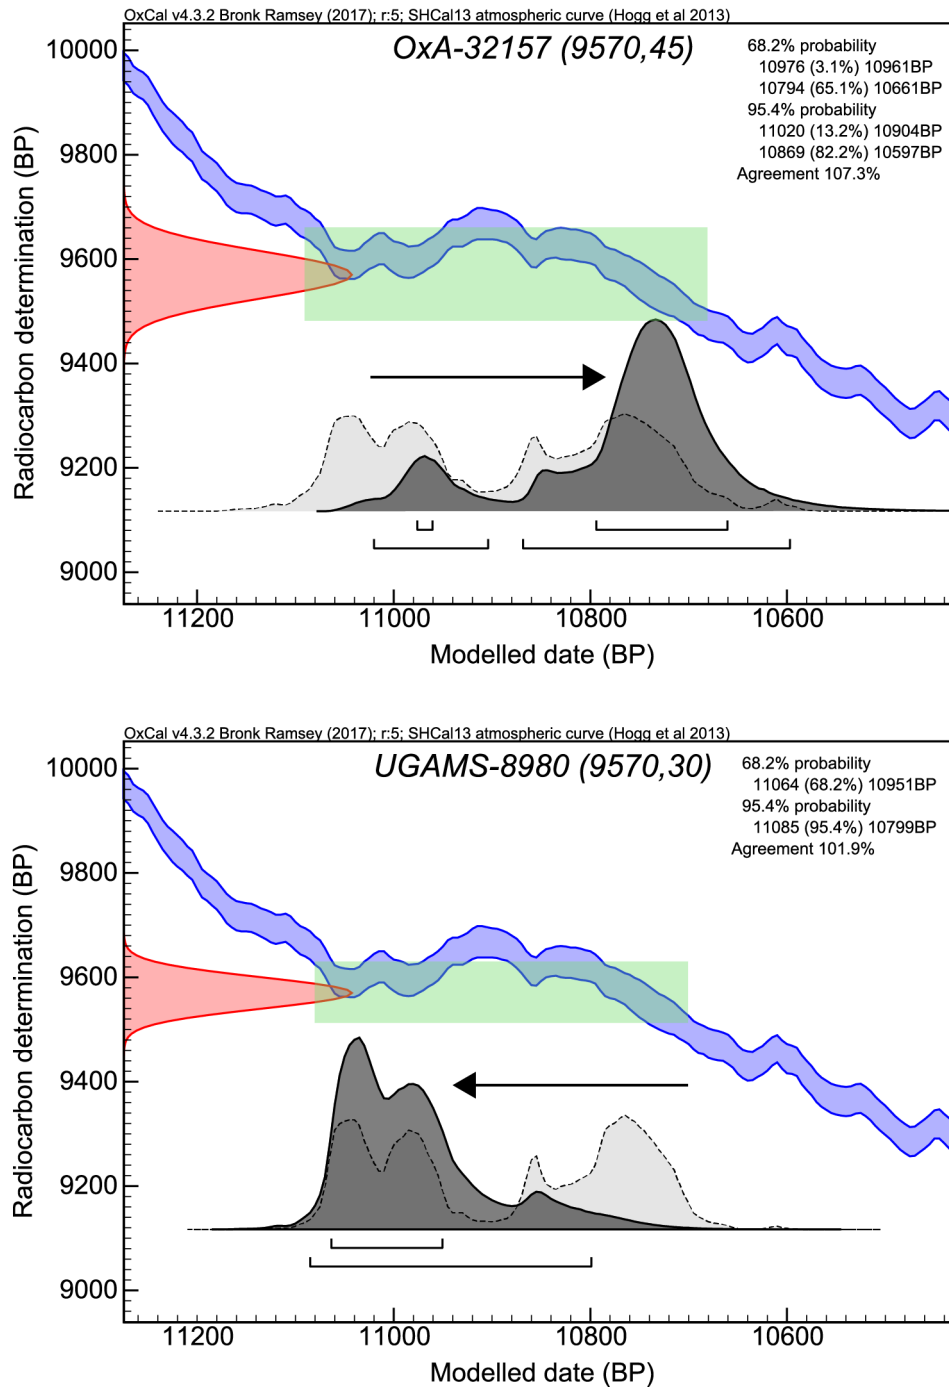 OxCal v4.3.2 Bronk Ramsey (2017); r:5; SHCal13 atmospheric curve (Hogg et al 2013)
OxA-32157 (9570,45)
68.2% probability
10976 (3.1%) 10961BP
10794 (65.1%) 10661BP
95.4% probability
11020 (13.2%) 10904BP
10869 (82.2%) 10597BP
Agreement 107.3%
Radiocarbon determination (BP)
10000
9800
9600
9400
9200
9000
11200 11000 10800 10600
Modelled date (BP)
OxCal v4.3.2 Bronk Ramsey (2017); r:5; SHCal13 atmospheric curve (Hogg et al 2013)
UGAMS-8980 (9570,30)
68.2% probability
11064 (68.2%) 10951BP
95.4% probability
11085 (95.4%) 10799BP
Agreement 101.9%
Radiocarbon determination (BP)
10000
9800
9600
9400
9200
9000
11200 11000 10800 10600
Modelled date (BP)